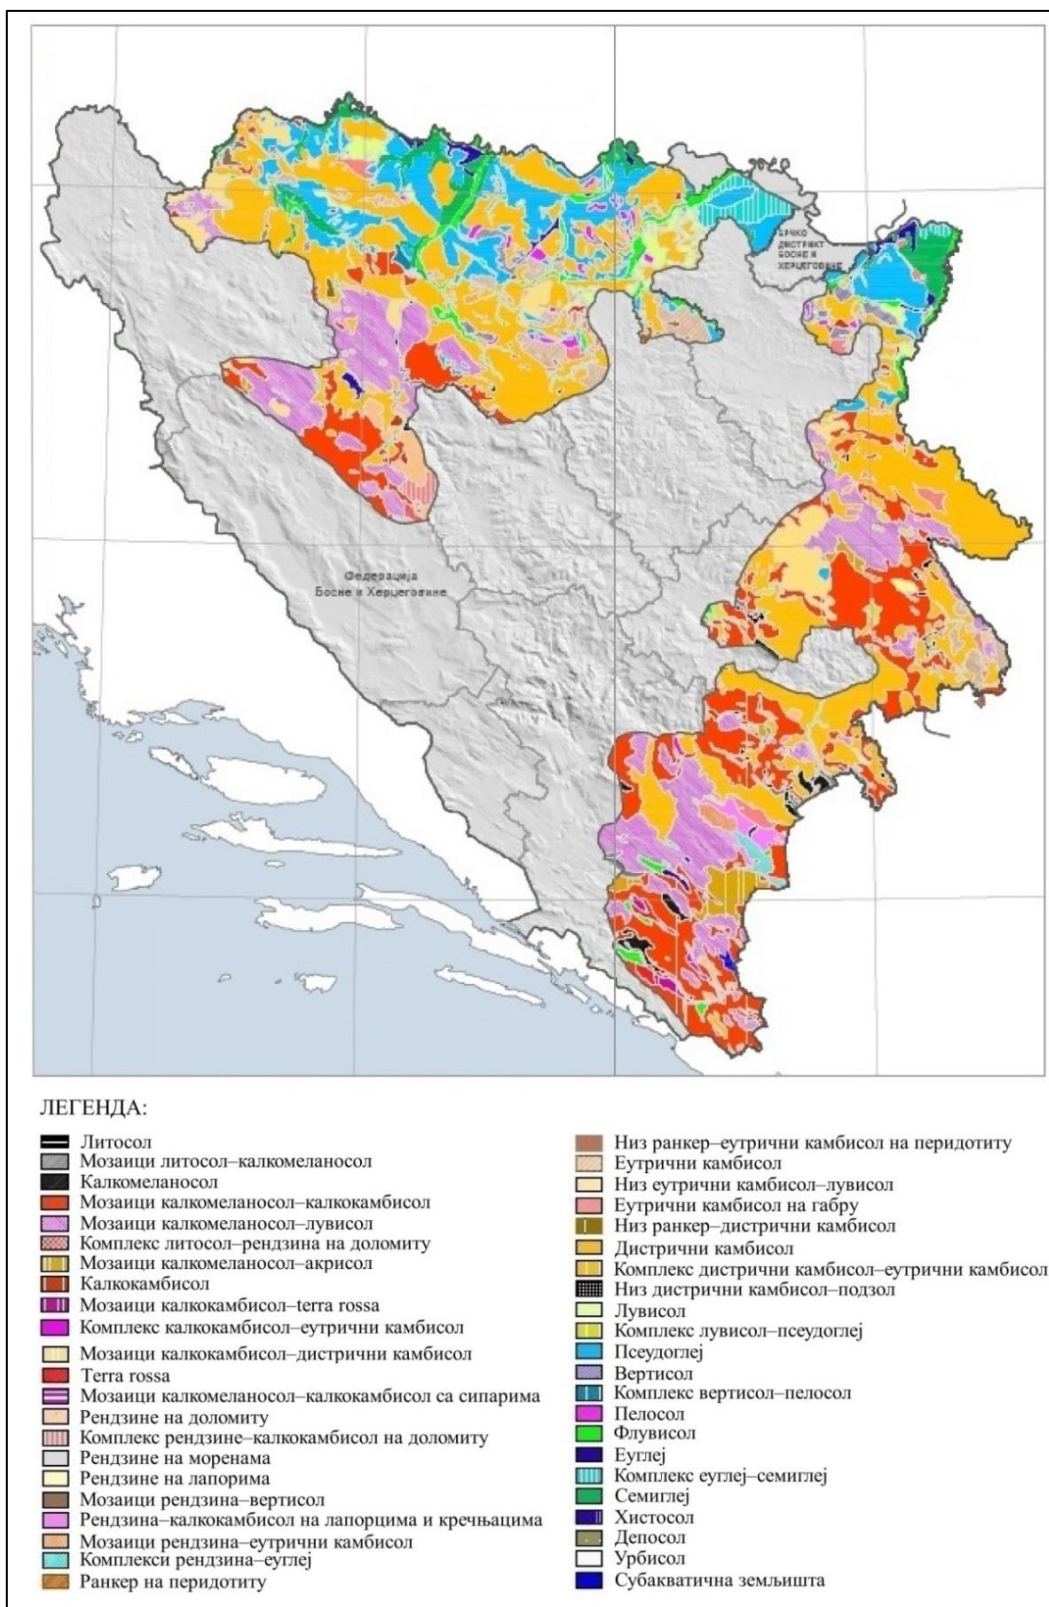 БРЧКО
ДИСТРИКТ
БОСНЕ И
ХЕРЦЕГОВИНЕ
Федерација
Босне и Херцеговине
ЛЕГЕНДА:
Литосол
Мозаици литосол–калкомеланосол
Калкомеланосол
Мозаици калкомеланосол–калкокамбисол
Мозаици калкомеланосол–лувисол
Комплекс литосол–рендзина на доломиту
Мозаици калкомеланосол–акрисол
Калкокамбисол
Мозаици калкокамбисол–terra rossa
Комплекс калкокамбисол–еутрични камбисол
Мозаици калкокамбисол–дистрични камбисол
Terra rossa
Мозаици калкомеланосол–калкокамбисол са сипарима
Рендзине на доломиту
Комплекс рендзине–калкокамбисол на доломиту
Рендзине на моренама
Рендзине на лапорима
Мозаици рендзина–вертисол
Рендзина–калкокамбисол на лапорцима и кречњацима
Мозаици рендзина–еутрични камбисол
Комплекси рендзина–еуглеј
Ранкер на перидотиту
Низ ранкер–еутрични камбисол на перидотиту
Еутрични камбисол
Низ еутрични камбисол–лувисол
Еутрични камбисол на габру
Низ ранкер–дистрични камбисол
Дистрични камбисол
Комплекс дистрични камбисол–еутрични камбисол
Низ дистрични камбисол–подзол
Лувисол
Комплекс лувисол–псеудоглеј
Псеудоглеј
Вертисол
Комплекс вертисол–пелосол
Пелосол
Флувисол
Еуглеј
Комплекс еуглеј–семиглеј
Семиглеј
Хистосол
Депосол
Урбисол
Субакватична земљишта